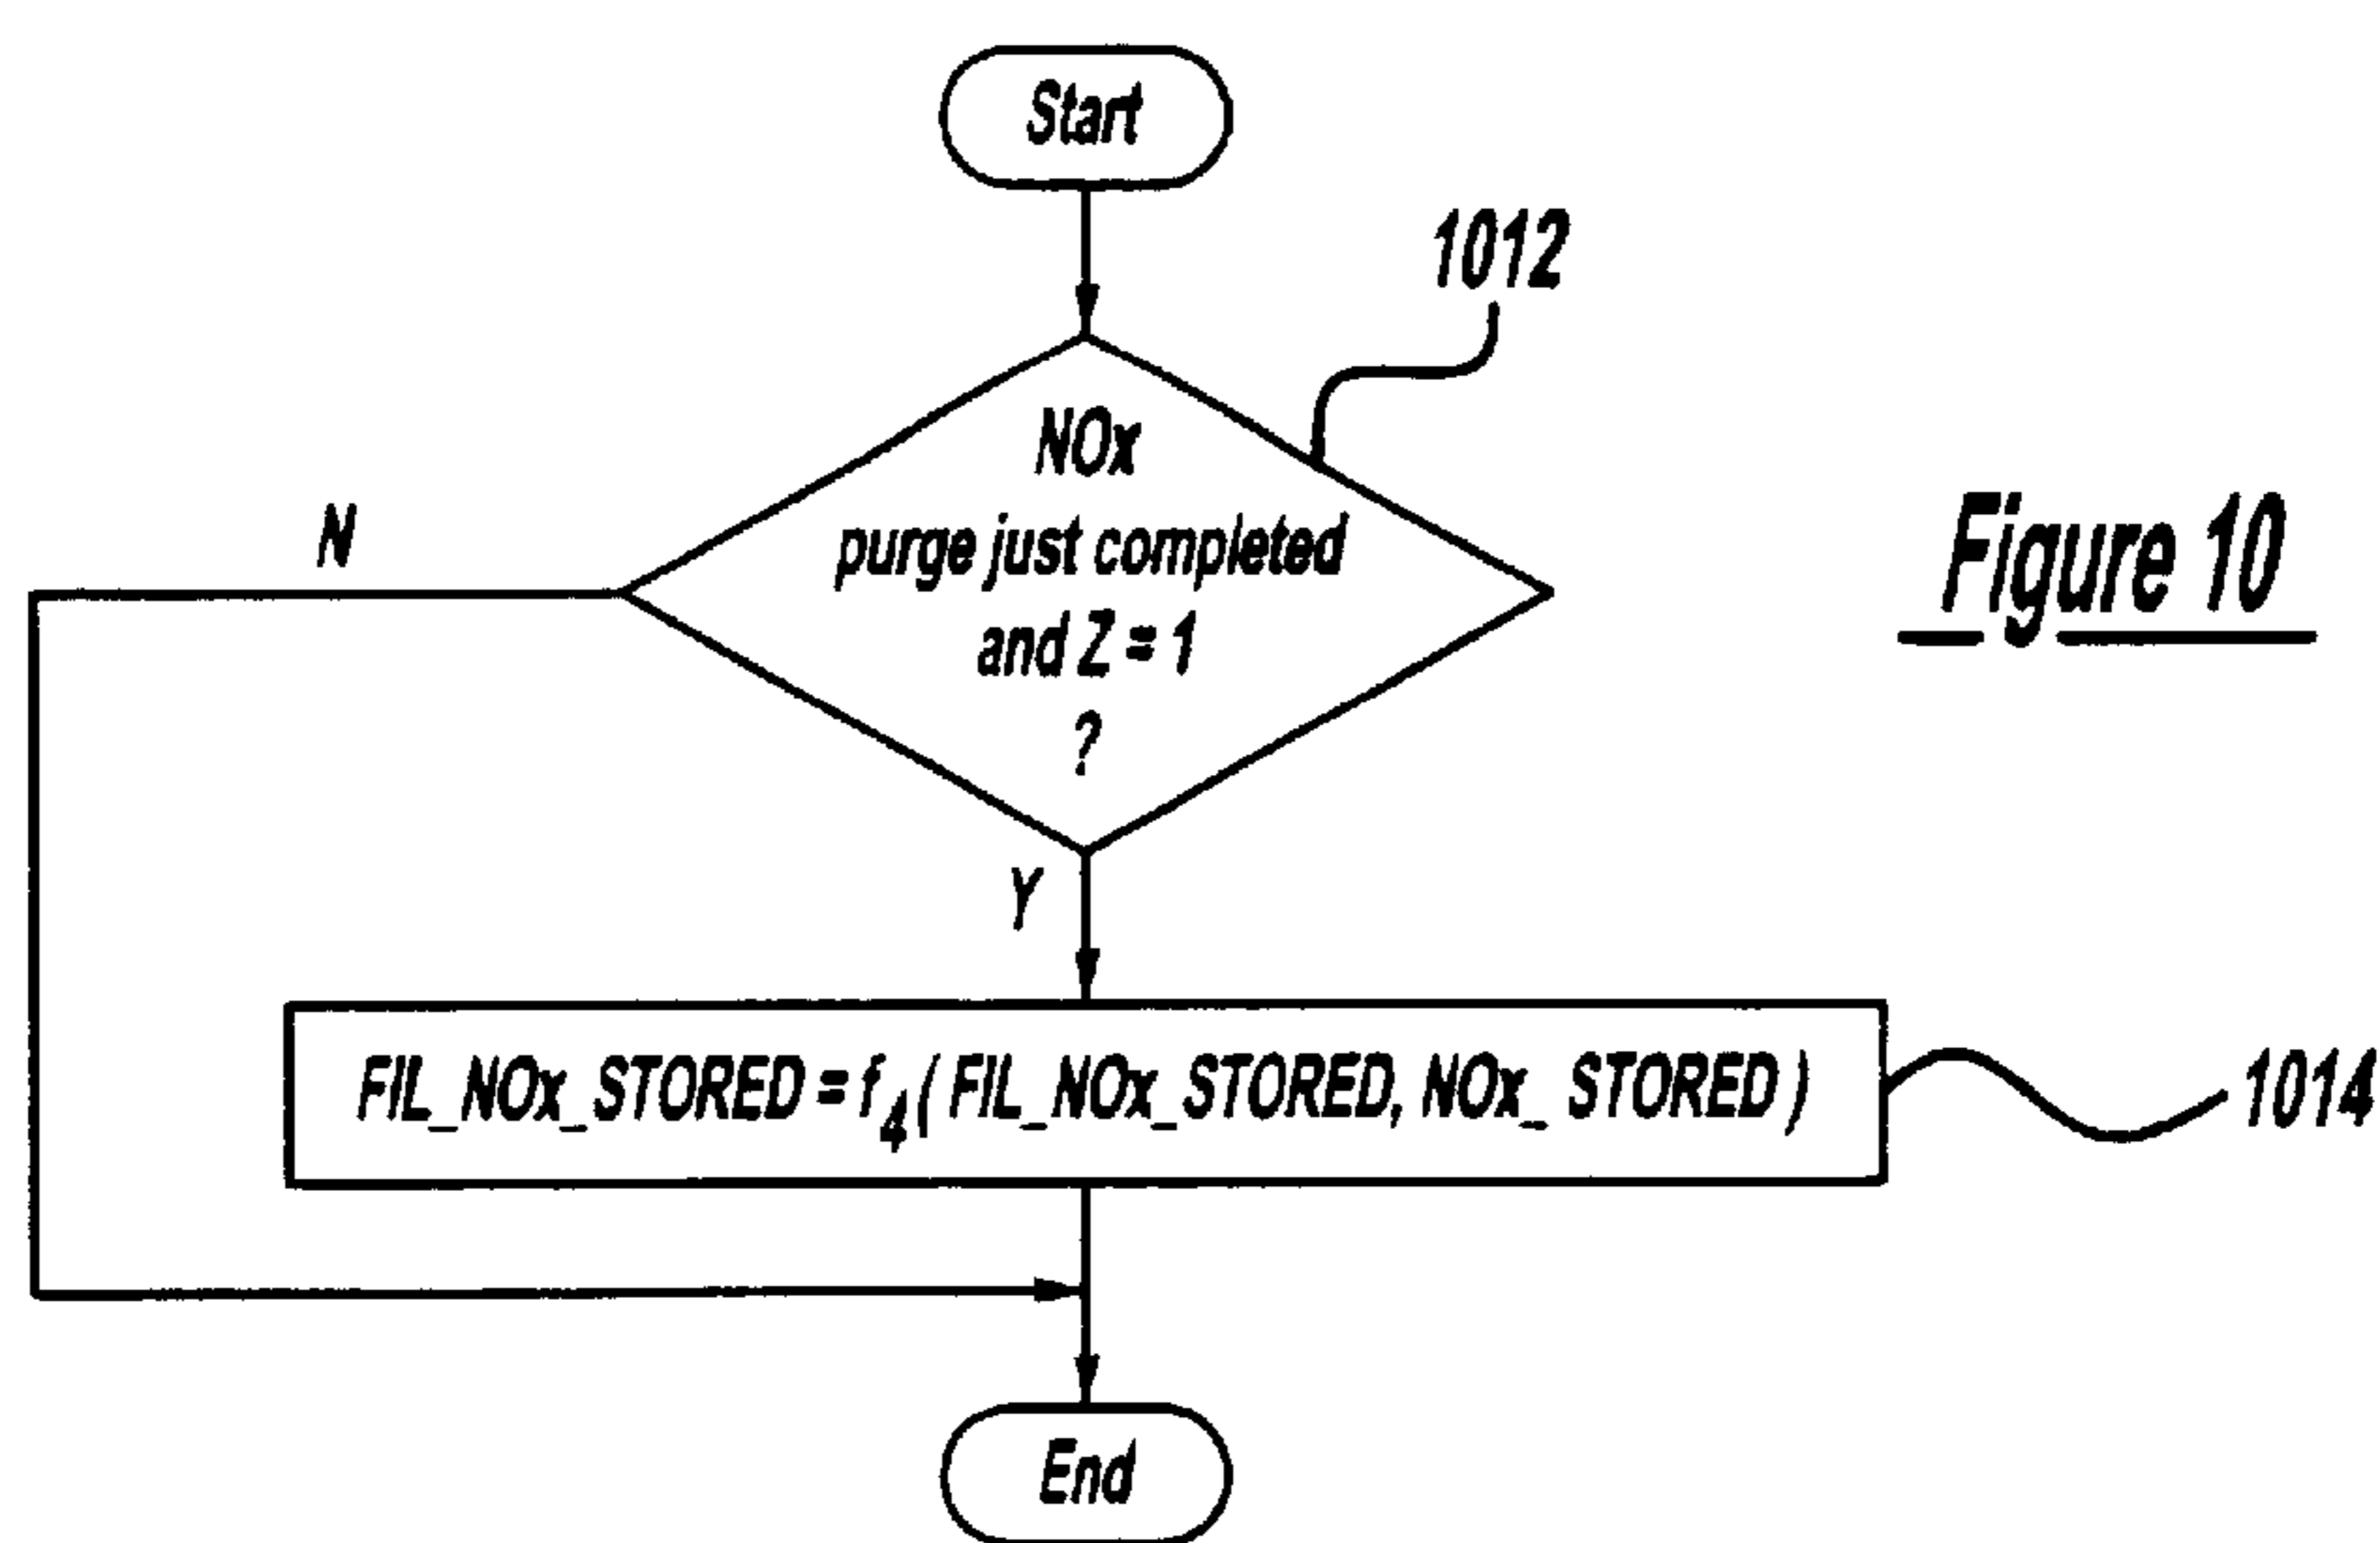 Start
1012
NOx
purge just completed
and Z = 1
?
N
Figure 10
Y
FIL_NOx_STORED = f4(FIL_NOx_STORED, NOx_ STORED)
1014
End